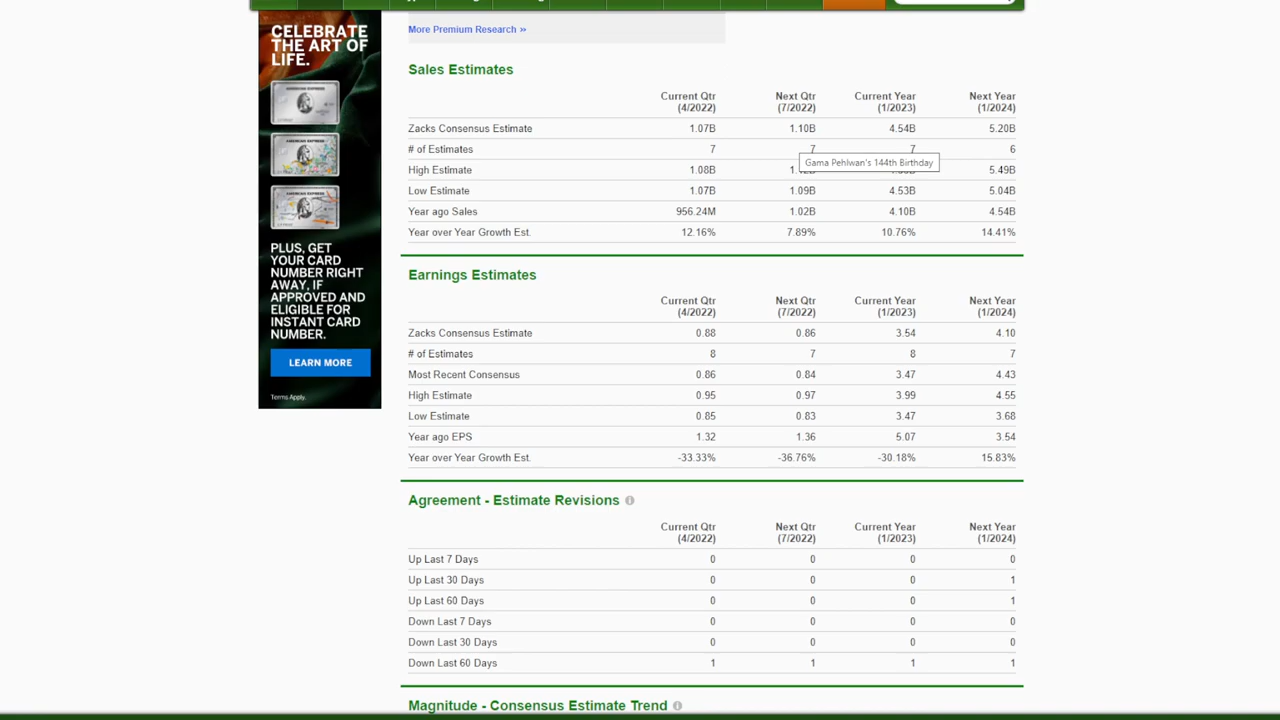 CELEBRATE
THE ART OF
LIFE.
PLUS, GET
YOUR CARD
NUMBER RIGHT
AWAY, IF
APPROVED AND
ELIGIBLE FOR
INSTANT CARD
NUMBER.
LEARN MORE
Terms Apply.
More Premium Research »
Sales Estimates
Current Qtr (4/2022) Next Qtr (7/2022) Current Year (1/2023) Next Year (1/2024)
Zacks Consensus Estimate 1.07B 1.10B 4.54B 5.20B
# of Estimates 7 7 7 6
Gama Pehlwan's 144th Birthday
High Estimate 1.08B 5.49B
Low Estimate 1.07B 1.09B 4.53B 5.04B
Year ago Sales 956.24M 1.02B 4.10B 4.54B
Year over Year Growth Est. 12.16% 7.89% 10.76% 14.41%
Earnings Estimates
Current Qtr (4/2022) Next Qtr (7/2022) Current Year (1/2023) Next Year (1/2024)
Zacks Consensus Estimate 0.88 0.86 3.54 4.10
# of Estimates 8 7 8 7
Most Recent Consensus 0.86 0.84 3.47 4.43
High Estimate 0.95 0.97 3.99 4.55
Low Estimate 0.85 0.83 3.47 3.68
Year ago EPS 1.32 1.36 5.07 3.54
Year over Year Growth Est. -33.33% -36.76% -30.18% 15.83%
Agreement - Estimate Revisions
Current Qtr (4/2022) Next Qtr (7/2022) Current Year (1/2023) Next Year (1/2024)
Up Last 7 Days 0 0 0 0
Up Last 30 Days 0 0 0 1
Up Last 60 Days 0 0 0 1
Down Last 7 Days 0 0 0 0
Down Last 30 Days 0 0 0 0
Down Last 60 Days 1 1 1 1
Magnitude - Consensus Estimate Trend